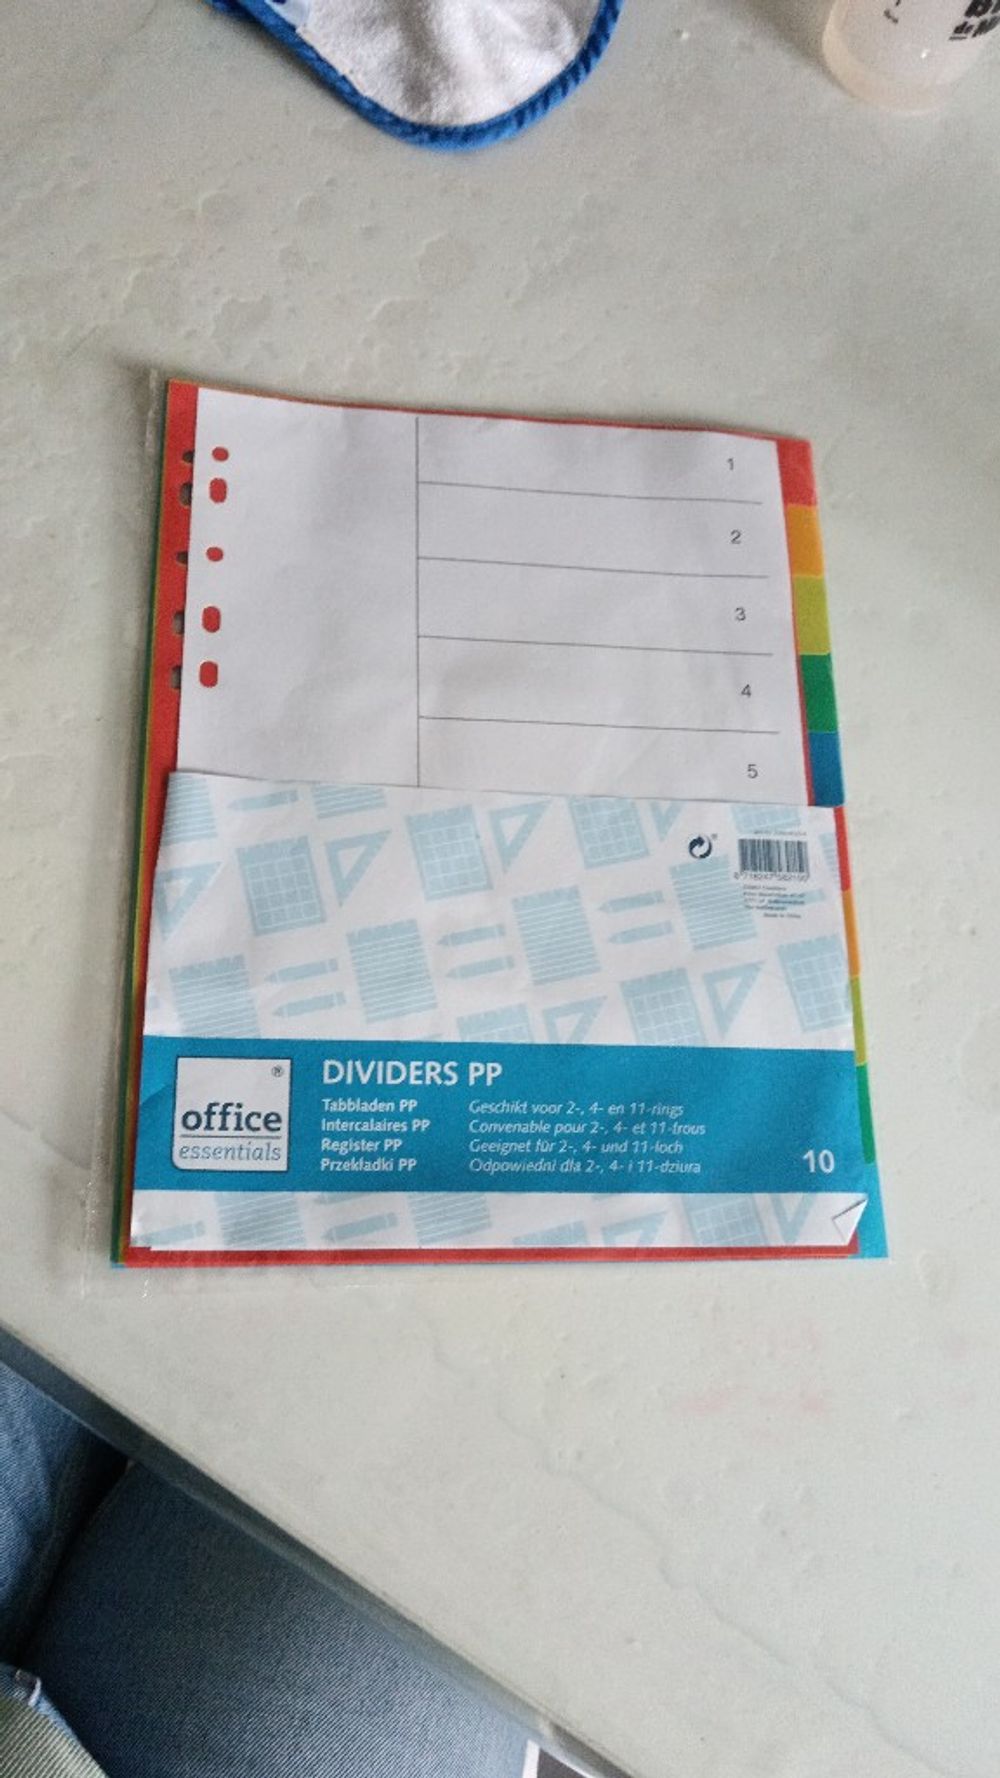 1
2
3
4
5
DIVIDERS PP
office®
essentials
Tabbladen PP Geschikt voor 2-, 4- en 11-rings
Intercalaires PP Convenable pour 2-, 4- et 11-trous
Register PP Geeignet für 2-, 4- und 11-loch
Przekładki PP Odpowiedni dla 2-, 4- i 11-dziura
10